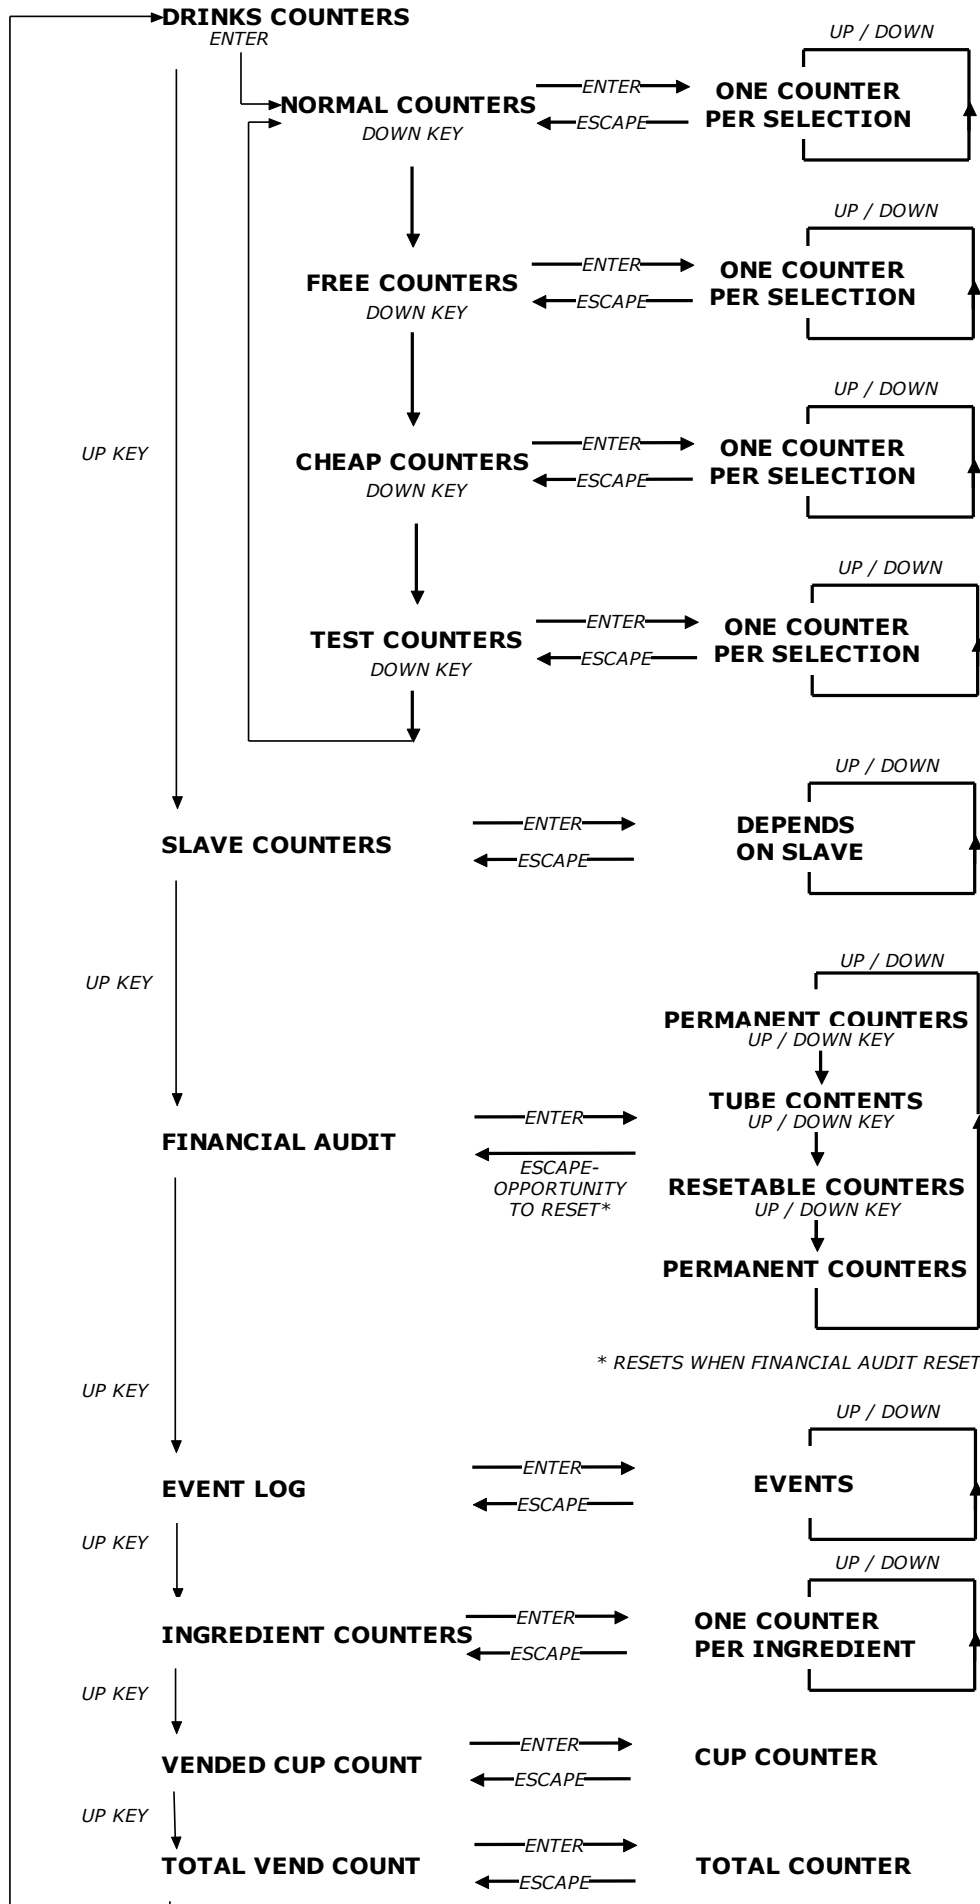 DRINKS COUNTERS
ENTER
UP / DOWN
NORMAL COUNTERS
DOWN KEY
ENTER
ESCAPE
ONE COUNTER
PER SELECTION
UP / DOWN
FREE COUNTERS
DOWN KEY
ENTER
ESCAPE
ONE COUNTER
PER SELECTION
UP / DOWN
UP KEY
CHEAP COUNTERS
DOWN KEY
ENTER
ESCAPE
ONE COUNTER
PER SELECTION
UP / DOWN
TEST COUNTERS
DOWN KEY
ENTER
ESCAPE
ONE COUNTER
PER SELECTION
UP / DOWN
SLAVE COUNTERS
ENTER
ESCAPE
DEPENDS
ON SLAVE
UP KEY
UP / DOWN
PERMANENT COUNTERS
UP / DOWN KEY
TUBE CONTENTS
UP / DOWN KEY
FINANCIAL AUDIT
ENTER
ESCAPE-
OPPORTUNITY
TO RESET*
RESETABLE COUNTERS
UP / DOWN KEY
PERMANENT COUNTERS
* RESETS WHEN FINANCIAL AUDIT RESET
UP KEY
UP / DOWN
EVENT LOG
ENTER
ESCAPE
EVENTS
UP KEY
UP / DOWN
INGREDIENT COUNTERS
ENTER
ESCAPE
ONE COUNTER
PER INGREDIENT
UP KEY
VENDED CUP COUNT
ENTER
ESCAPE
CUP COUNTER
UP KEY
TOTAL VEND COUNT
ENTER
ESCAPE
TOTAL COUNTER